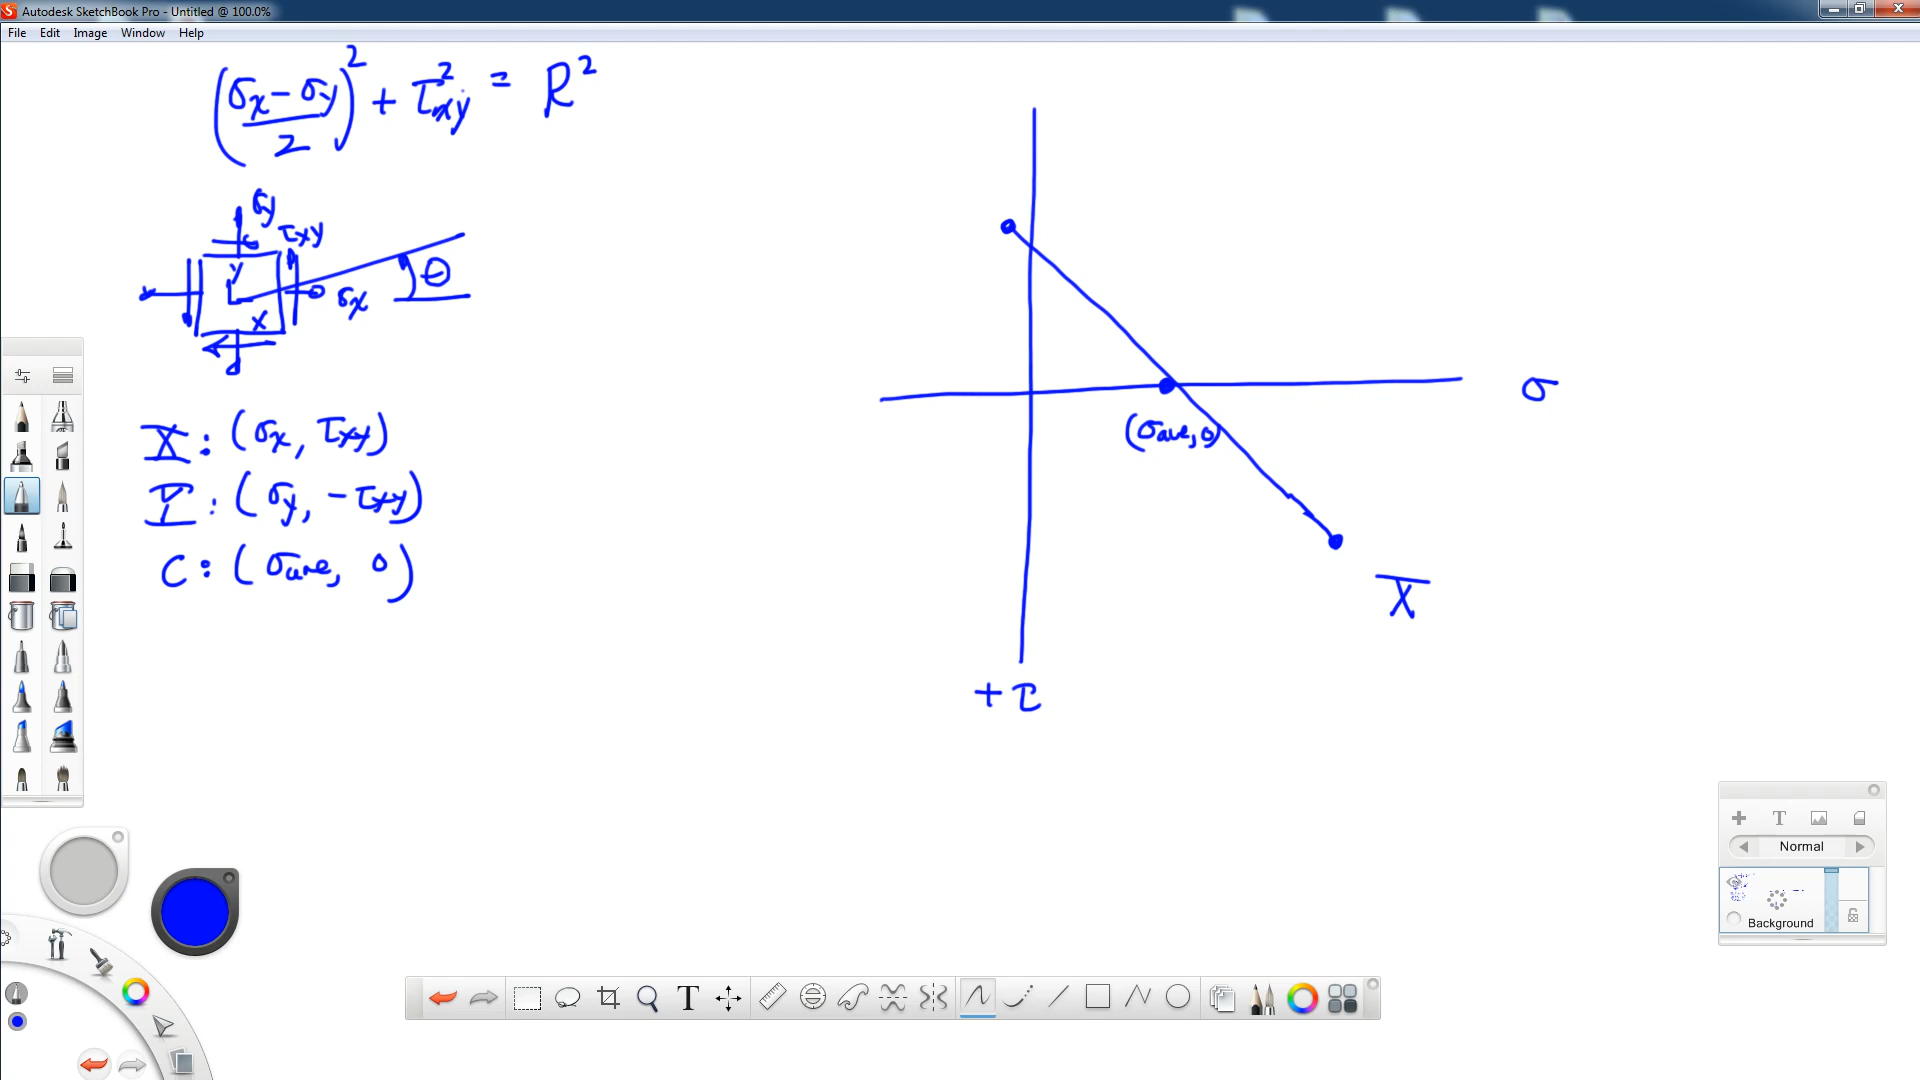 Autodesk SketchBook Pro - Untitled @ 100.0%
File Edit Image Window Help
((σx - σy)/2)² + τ²xy = R²
σy
τxy
y
θ
σx
x
X: (σx, τxy)
Y: (σy, -τxy)
C: (σave, 0)
σ
(σave, 0)
X
+τ
T
Normal
Background
T